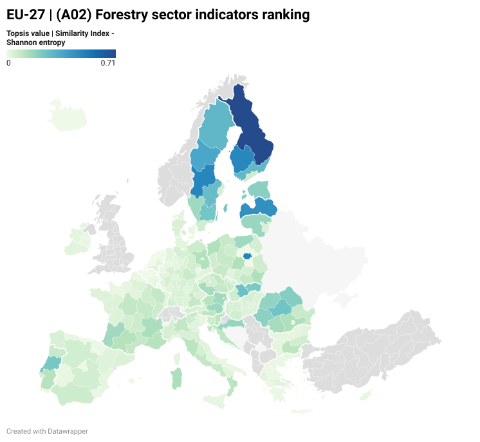 EU-27 | (A02) Forestry sector indicators ranking
Topsis value | Similarity Index -
Shannon entropy
0 0.71
Created with Datawrapper